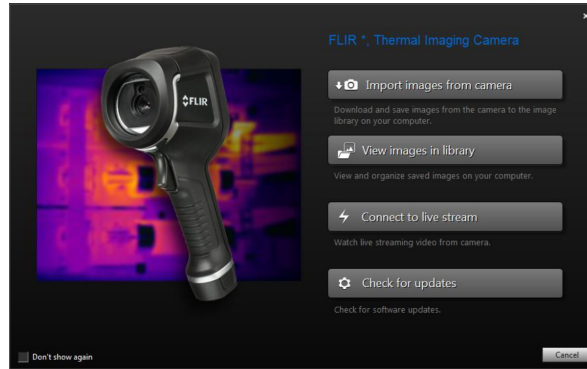 FLIR *, Thermal Imaging Camera
Import images from camera
Download and save images from the camera to the image
library on your computer.
View images in library
View and organize saved images on your computer.
Connect to live stream
Watch live streaming video from camera.
Check for updates
Check for software updates.
FLIR
Don't show again
Cancel